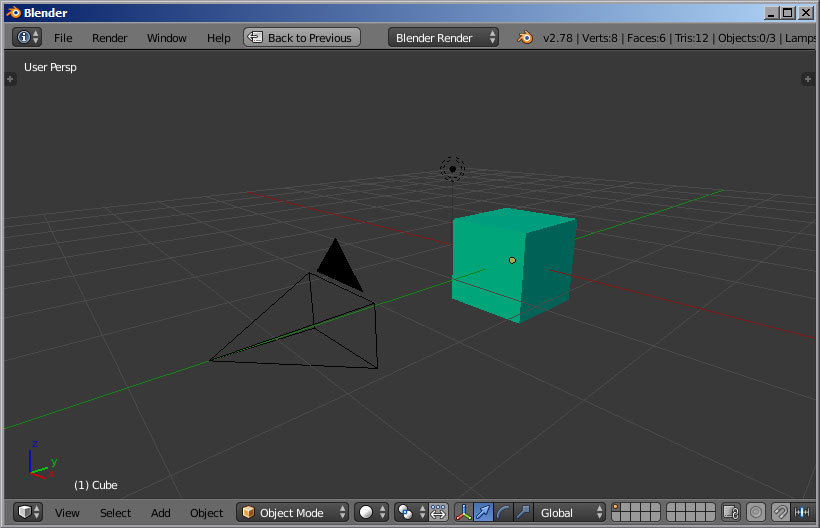 Blender
File Render Window Help Back to Previous Blender Render v2.78 | Verts:8 | Faces:6 | Tris:12 | Objects:0/3 | Lamps
User Persp
z
y
x
(1) Cube
View Select Add Object Object Mode Global